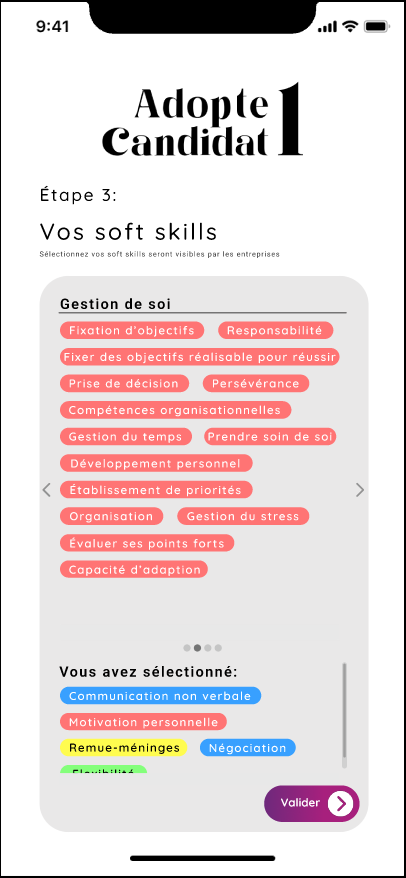 9:41
Adopte 1
Candidat
Étape 3:
Vos soft skills
Sélectionnez vos soft skills seront visibles par les entreprises
Gestion de soi
Fixation d'objectifs Responsabilité
Fixer des objectifs réalisable pour réussir
Prise de décision Persévérance
Compétences organisationnelles
Gestion du temps Prendre soin de soi
Développement personnel
Établissement de priorités
Organisation Gestion du stress
Évaluer ses points forts
Capacité d'adaption
Vous avez sélectionné:
Communication non verbale
Motivation personnelle
Remue-méninges Négociation
Flexibilité
Valider